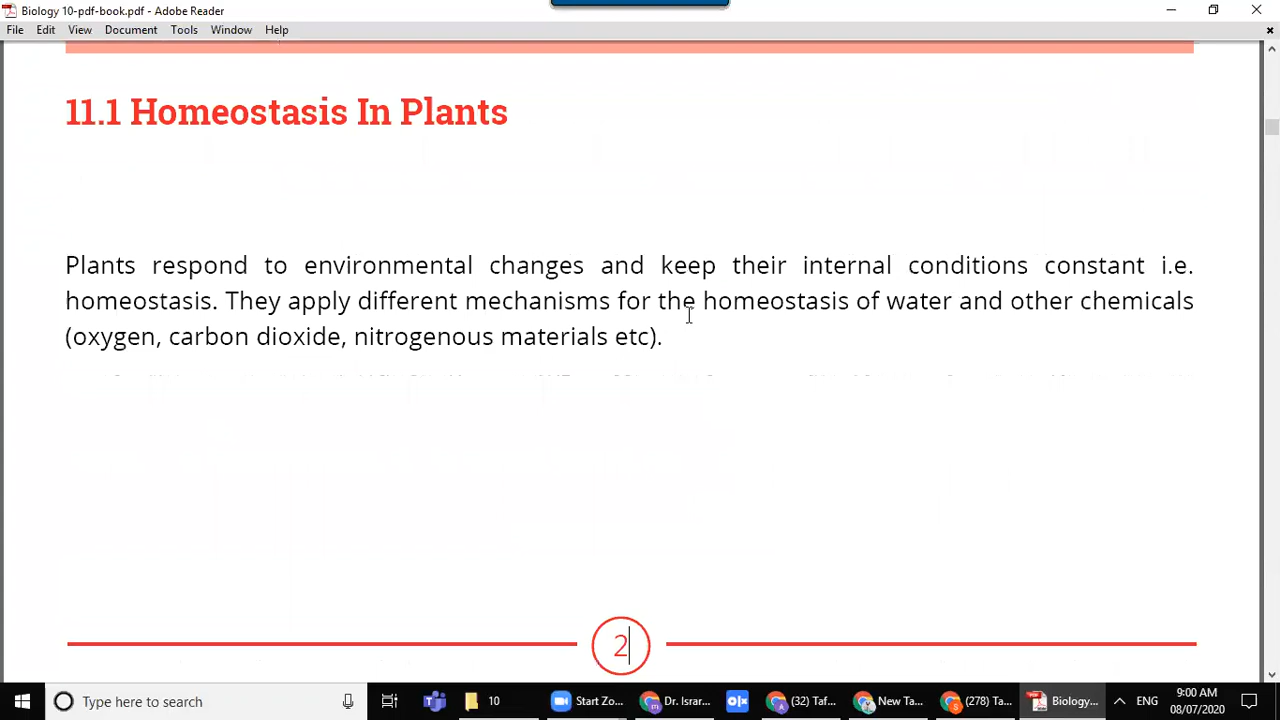 Biology 10-pdf-book.pdf - Adobe Reader
File Edit View Document Tools Window Help
11.1 Homeostasis In Plants
Plants respond to environmental changes and keep their internal conditions constant i.e.
homeostasis. They apply different mechanisms for the homeostasis of water and other chemicals
(oxygen, carbon dioxide, nitrogenous materials etc).
2
Type here to search
10
Start Zo...
Dr. Israr...
(32) Taf...
New Ta...
(278) Ta...
Biology...
ENG
9:00 AM
08/07/2020